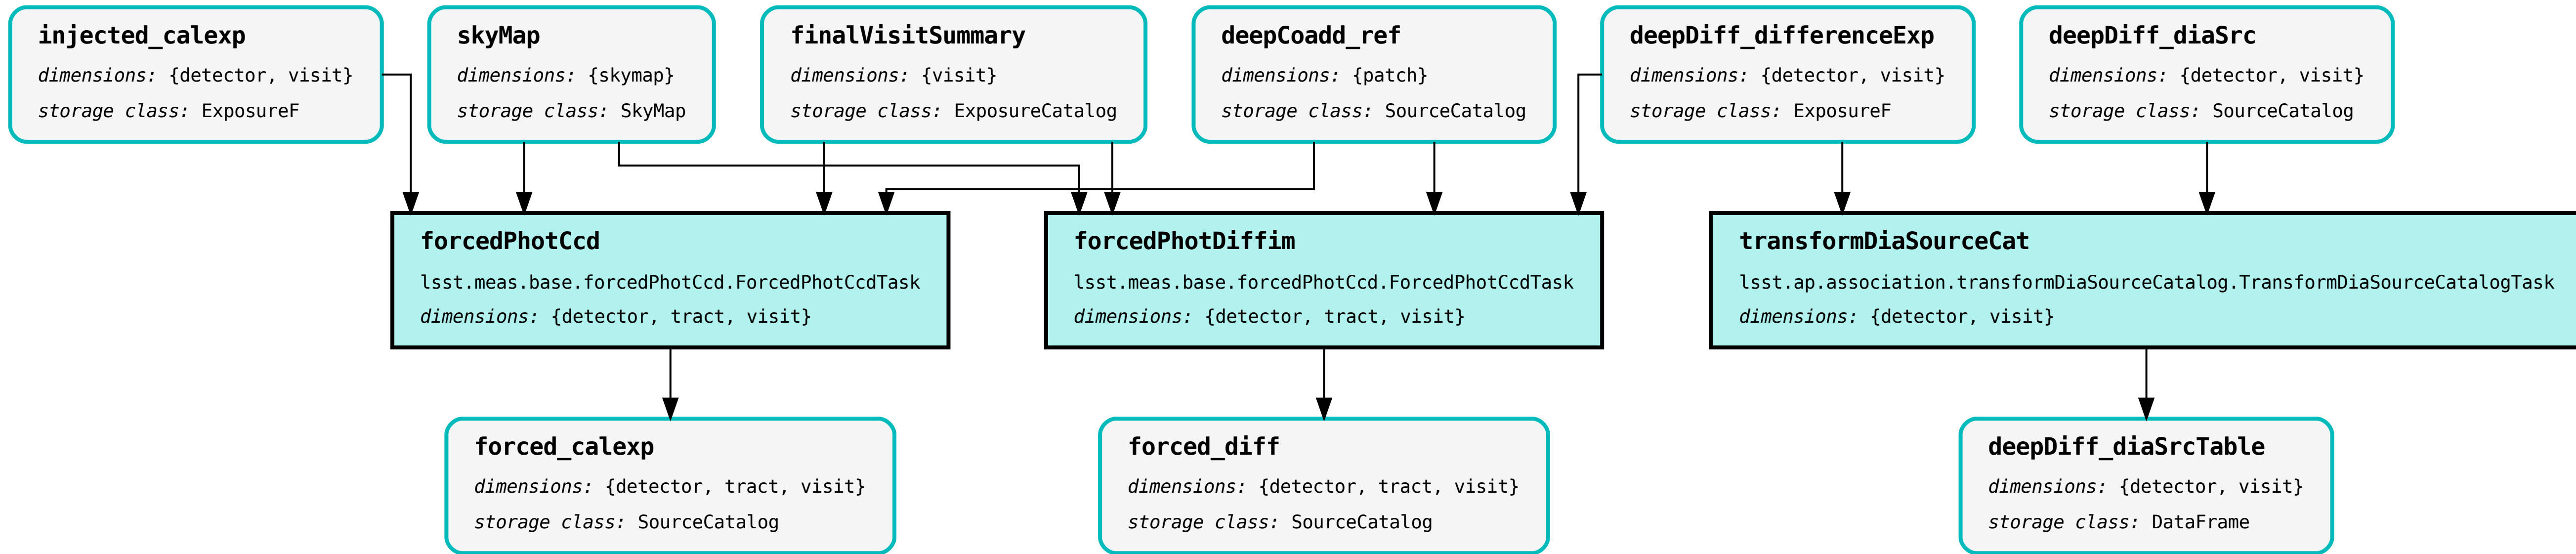 injected_calexp
dimensions: {detector, visit}
storage class: ExposureF
skyMap
dimensions: {skymap}
storage class: SkyMap
finalVisitSummary
dimensions: {visit}
storage class: ExposureCatalog
deepCoadd_ref
dimensions: {patch}
storage class: SourceCatalog
deepDiff_differenceExp
dimensions: {detector, visit}
storage class: ExposureF
deepDiff_diaSrc
dimensions: {detector, visit}
storage class: SourceCatalog
forcedPhotCcd
lsst.meas.base.forcedPhotCcd.ForcedPhotCcdTask
dimensions: {detector, tract, visit}
forcedPhotDiffim
lsst.meas.base.forcedPhotCcd.ForcedPhotCcdTask
dimensions: {detector, tract, visit}
transformDiaSourceCat
lsst.ap.association.transformDiaSourceCatalog.TransformDiaSourceCatalogTask
dimensions: {detector, visit}
forced_calexp
dimensions: {detector, tract, visit}
storage class: SourceCatalog
forced_diff
dimensions: {detector, tract, visit}
storage class: SourceCatalog
deepDiff_diaSrcTable
dimensions: {detector, visit}
storage class: DataFrame